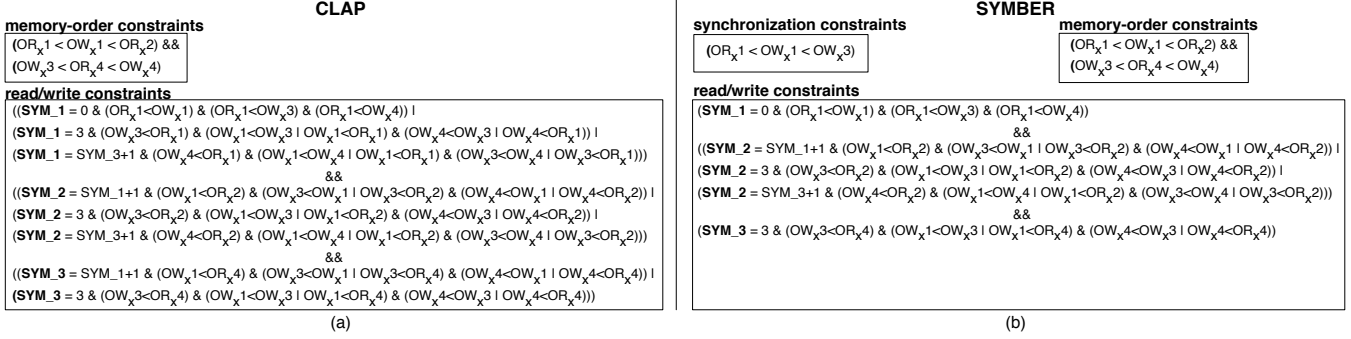 CLAP
memory-order constraints
(ORx1 < OWx1 < ORx2) &&
(OWx3 < ORx4 < OWx4)
read/write constraints
((SYM_1 = 0 & (ORx1<OWx1) & (ORx1<OWx3) & (ORx1<OWx4)) |
(SYM_1 = 3 & (OWx3<ORx1) & (OWx1<OWx3 | OWx1<ORx1) & (OWx4<OWx3 | OWx4<ORx1)) |
(SYM_1 = SYM_3+1 & (OWx4<ORx1) & (OWx1<OWx4 | OWx1<ORx1) & (OWx3<OWx4 | OWx3<ORx1)))
&&
((SYM_2 = SYM_1+1 & (OWx1<ORx2) & (OWx3<OWx1 | OWx3<ORx2) & (OWx4<OWx1 | OWx4<ORx2)) |
(SYM_2 = 3 & (OWx3<ORx2) & (OWx1<OWx3 | OWx1<ORx2) & (OWx4<OWx3 | OWx4<ORx2)) |
(SYM_2 = SYM_3+1 & (OWx4<ORx2) & (OWx1<OWx4 | OWx1<ORx2) & (OWx3<OWx4 | OWx3<ORx2)))
&&
((SYM_3 = SYM_1+1 & (OWx1<ORx4) & (OWx3<OWx1 | OWx3<ORx4) & (OWx4<OWx1 | OWx4<ORx4)) |
(SYM_3 = 3 & (OWx3<ORx4) & (OWx1<OWx3 | OWx1<ORx4) & (OWx4<OWx3 | OWx4<ORx4)))
(a)
SYMBER
synchronization constraints
(ORx1 < OWx1 < OWx3)
memory-order constraints
(ORx1 < OWx1 < ORx2) &&
(OWx3 < ORx4 < OWx4)
read/write constraints
(SYM_1 = 0 & (ORx1<OWx1) & (ORx1<OWx3) & (ORx1<OWx4))
&&
((SYM_2 = SYM_1+1 & (OWx1<ORx2) & (OWx3<OWx1 | OWx3<ORx2) & (OWx4<OWx1 | OWx4<ORx2)) |
(SYM_2 = 3 & (OWx3<ORx2) & (OWx1<OWx3 | OWx1<ORx2) & (OWx4<OWx3 | OWx4<ORx2)) |
(SYM_2 = SYM_3+1 & (OWx4<ORx2) & (OWx1<OWx4 | OWx1<ORx2) & (OWx3<OWx4 | OWx3<ORx2)))
&&
(SYM_3 = 3 & (OWx3<ORx4) & (OWx1<OWx3 | OWx1<ORx4) & (OWx4<OWx3 | OWx4<ORx4))
(b)